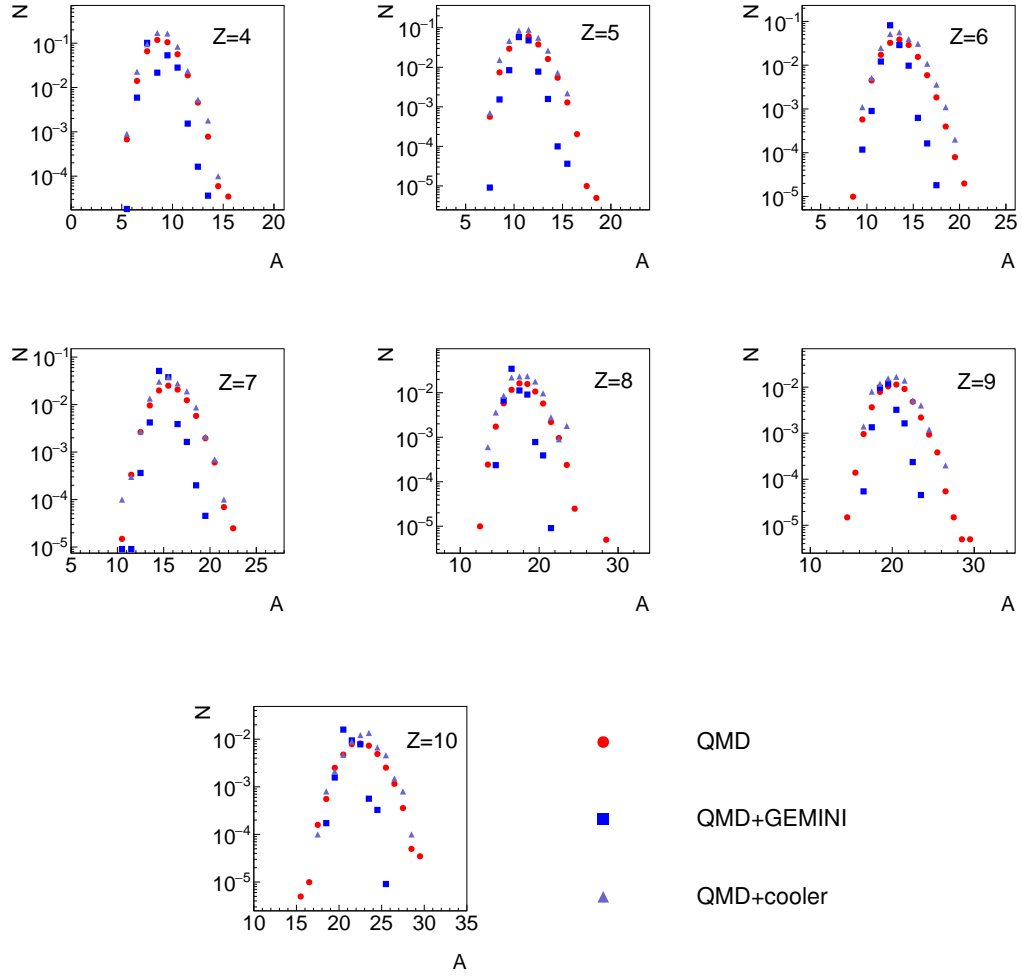 N
Z=4
10⁻¹
10⁻²
10⁻³
10⁻⁴
0 5 10 15 20
A
N
Z=5
10⁻¹
10⁻²
10⁻³
10⁻⁴
10⁻⁵
5 10 15 20
A
N
Z=6
10⁻¹
10⁻²
10⁻³
10⁻⁴
10⁻⁵
5 10 15 20 25
A
N
Z=7
10⁻¹
10⁻²
10⁻³
10⁻⁴
10⁻⁵
5 10 15 20 25
A
N
Z=8
10⁻¹
10⁻²
10⁻³
10⁻⁴
10⁻⁵
10 20 30
A
N
Z=9
10⁻¹
10⁻²
10⁻³
10⁻⁴
10⁻⁵
10 20 30
A
N
Z=10
10⁻²
10⁻³
10⁻⁴
10⁻⁵
10 15 20 25 30 35
A
QMD
QMD+GEMINI
QMD+cooler